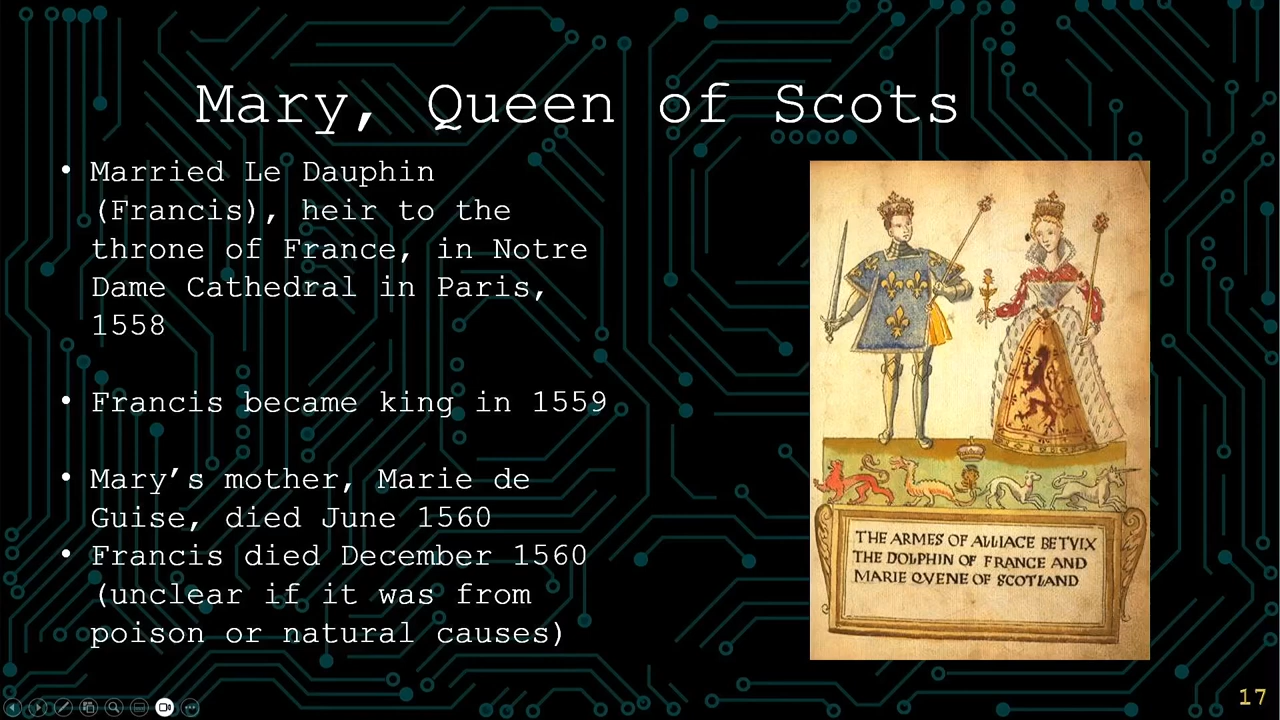 Mary, Queen of Scots
• Married Le Dauphin
(Francis), heir to the
throne of France, in Notre
Dame Cathedral in Paris,
1558
• Francis became king in 1559
• Mary’s mother, Marie de
Guise, died June 1560
• Francis died December 1560
(unclear if it was from
poison or natural causes)
THE ARMES OF ALLIACE BETVIX
THE DOLPHIN OF FRANCE AND
MARIE QVENE OF SCOTLAND
17